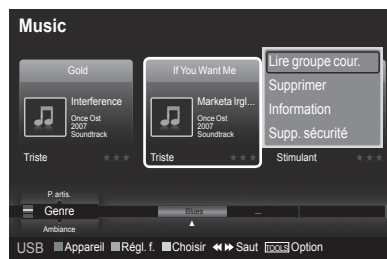 Music
Gold
If You Want Me
Lire groupe cour.
Supprimer
Information
Supp. sécurité
Interference
Once Ost
2007
Soundtrack
Marketa Irgl...
Once Ost
2007
Soundtrack
Triste
Triste
Stimulant
P. artis.
Genre
Blues
...
Ambiance
USB Appareil Régl. f. Choisir Saut TOOLS Option